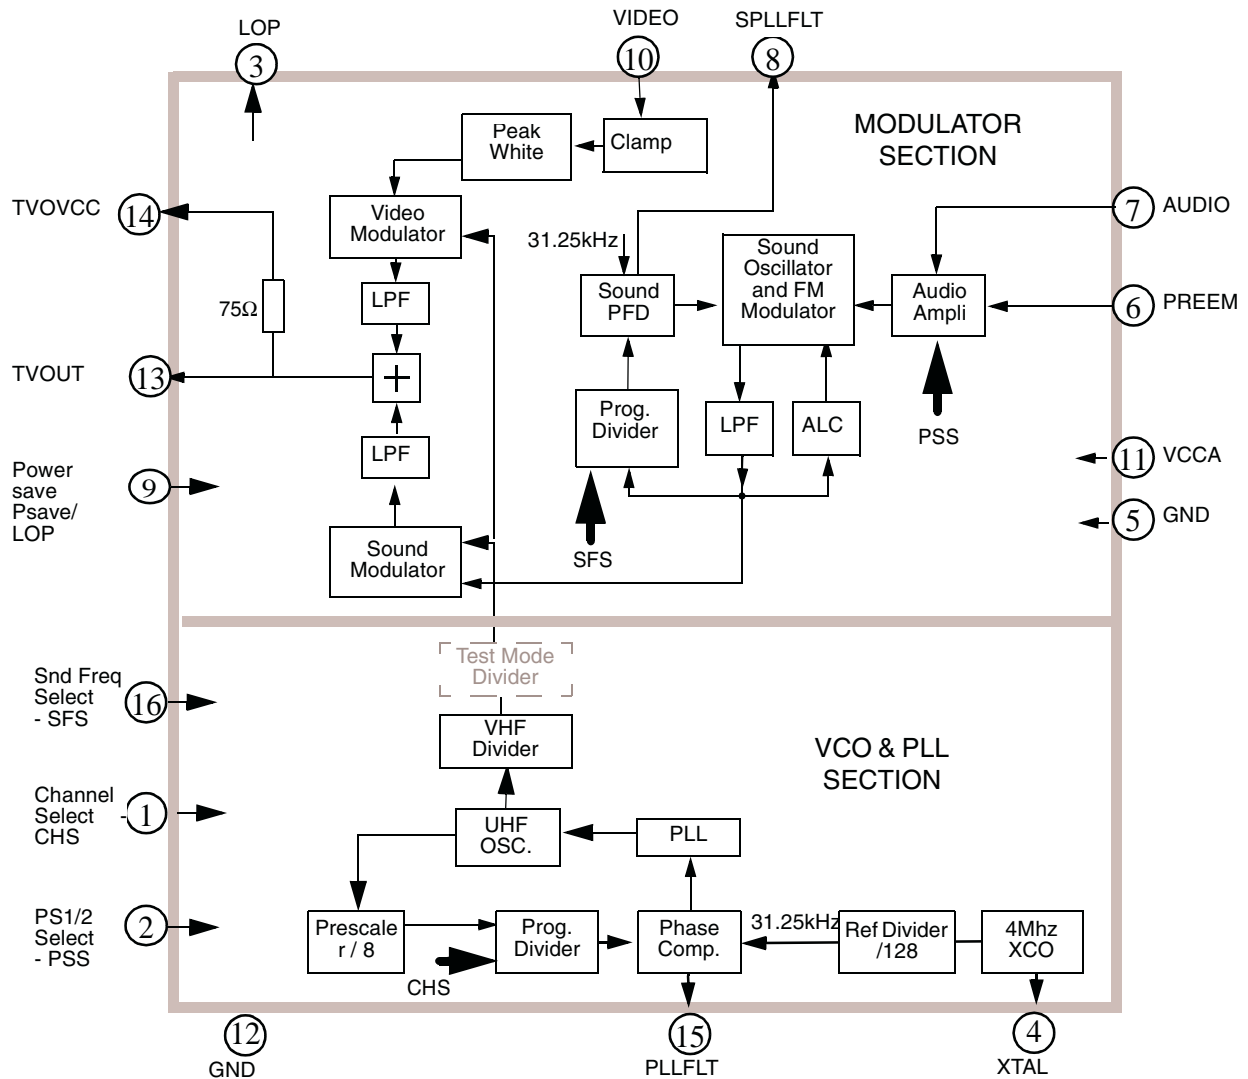 LOP
3
VIDEO
10
SPLLFLT
8
MODULATOR
SECTION
Peak
White
Clamp
TVOVCC
14
Video
Modulator
31.25kHz
Sound
Oscillator
and FM
Modulator
7
AUDIO
75Ω
LPF
Sound
PFD
Audio
Ampli
6
PREEM
TVOUT
13
+
Prog.
Divider
LPF
ALC
PSS
LPF
Power
save
Psave/
LOP
9
11
VCCA
5
GND
SFS
Sound
Modulator
Test Mode
Divider
Snd Freq
Select
- SFS
16
VHF
Divider
VCO & PLL
SECTION
Channel
Select -
CHS
1
UHF
OSC.
PLL
PS1/2
Select
- PSS
2
Prescale
r / 8
Prog.
Divider
CHS
Phase
Comp.
31.25kHz
Ref Divider
/128
4Mhz
XCO
12
GND
15
PLLFLT
4
XTAL